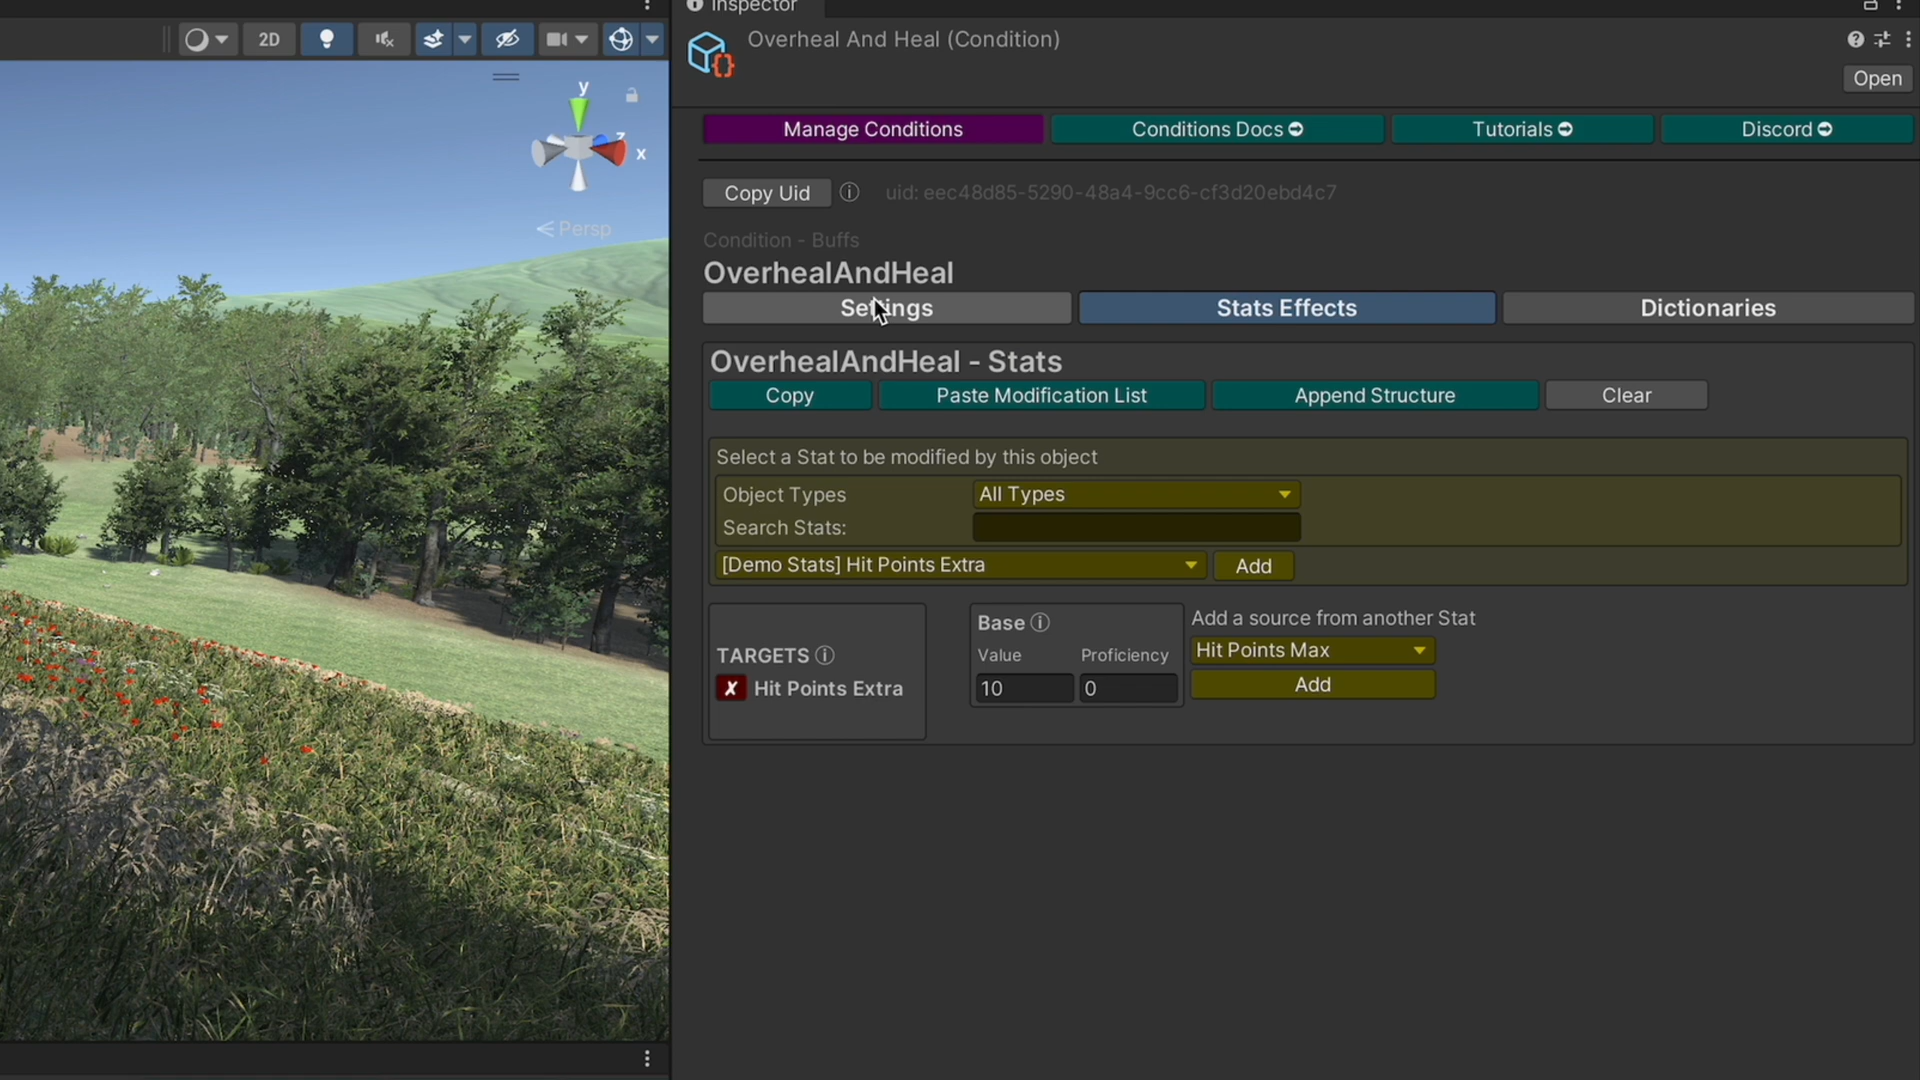 Inspector
2D
Overheal And Heal (Condition)
Open
y
z
x
Persp
Manage Conditions
Conditions Docs
Tutorials
Discord
Copy Uid
uid: eec48d85-5290-48a4-9cc6-cf3d20ebd4c7
Condition - Buffs
OverhealAndHeal
Settings
Stats Effects
Dictionaries
OverhealAndHeal - Stats
Copy
Paste Modification List
Append Structure
Clear
Select a Stat to be modified by this object
Object Types
All Types
Search Stats:
[Demo Stats] Hit Points Extra
Add
TARGETS
Hit Points Extra
Base
Value
Proficiency
10
0
Add a source from another Stat
Hit Points Max
Add